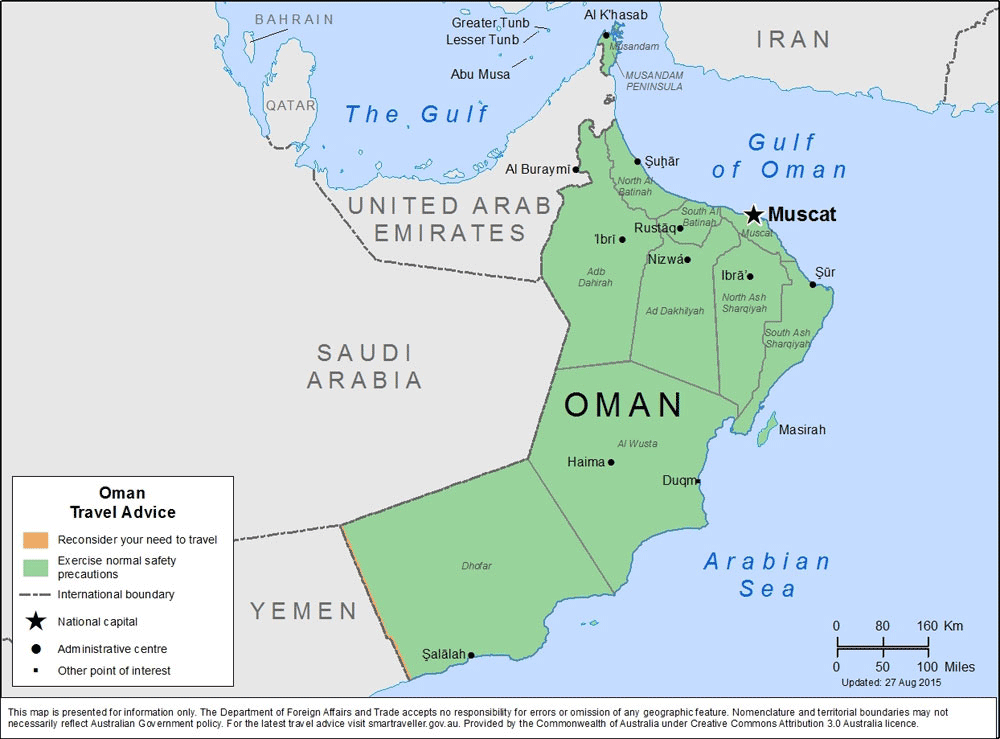 BAHRAIN
Greater Tunb
Lesser Tunb
Abu Musa
Al K'hasab
Musandam
MUSANDAM
PENINSULA
IRAN
QATAR
The Gulf
Gulf
of Oman
Al Buraymī
Şuḩār
North Al
Batinah
UNITED ARAB
EMIRATES
South Al
Batinah
Rustāq
Muscat
Muscat
'Ibrī
Nizwá
Ibrā'
Şūr
Adb
Dahirah
Ad Dakhilyah
North Ash
Sharqiyah
South Ash
Sharqiyah
SAUDI
ARABIA
OMAN
Masirah
Al Wusta
Haima
Duqm
Arabian
Sea
Dhofar
YEMEN
Şalālah
Oman
Travel Advice
Reconsider your need to travel
Exercise normal safety
precautions
International boundary
National capital
Administrative centre
Other point of interest
0 80 160 Km
0 50 100 Miles
Updated: 27 Aug 2015
This map is presented for information only. The Department of Foreign Affairs and Trade accepts no responsibility for errors or omission of any geographic feature. Nomenclature and territorial boundaries may not
necessarily reflect Australian Government policy. For the latest travel advice visit smartraveller.gov.au. Provided by the Commonwealth of Australia under Creative Commons Attribution 3.0 Australia licence.